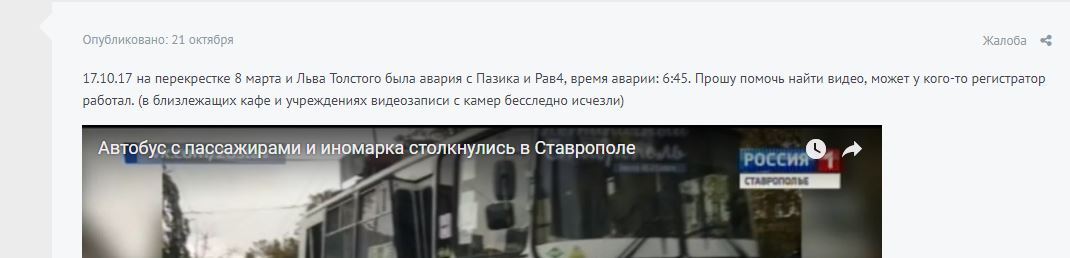 Опубликовано: 21 октября
Жалоба
17.10.17 на перекрестке 8 марта и Льва Толстого была авария с Пазика и Рав4, время аварии: 6:45. Прошу помочь найти видео, может у кого-то регистратор
работал. (в близлежащих кафе и учреждениях видеозаписи с камер бесследно исчезли)
Автобус с пассажирами и иномарка столкнулись в Ставрополе
РОССИЯ 1
СТАВРОПОЛЬЕ